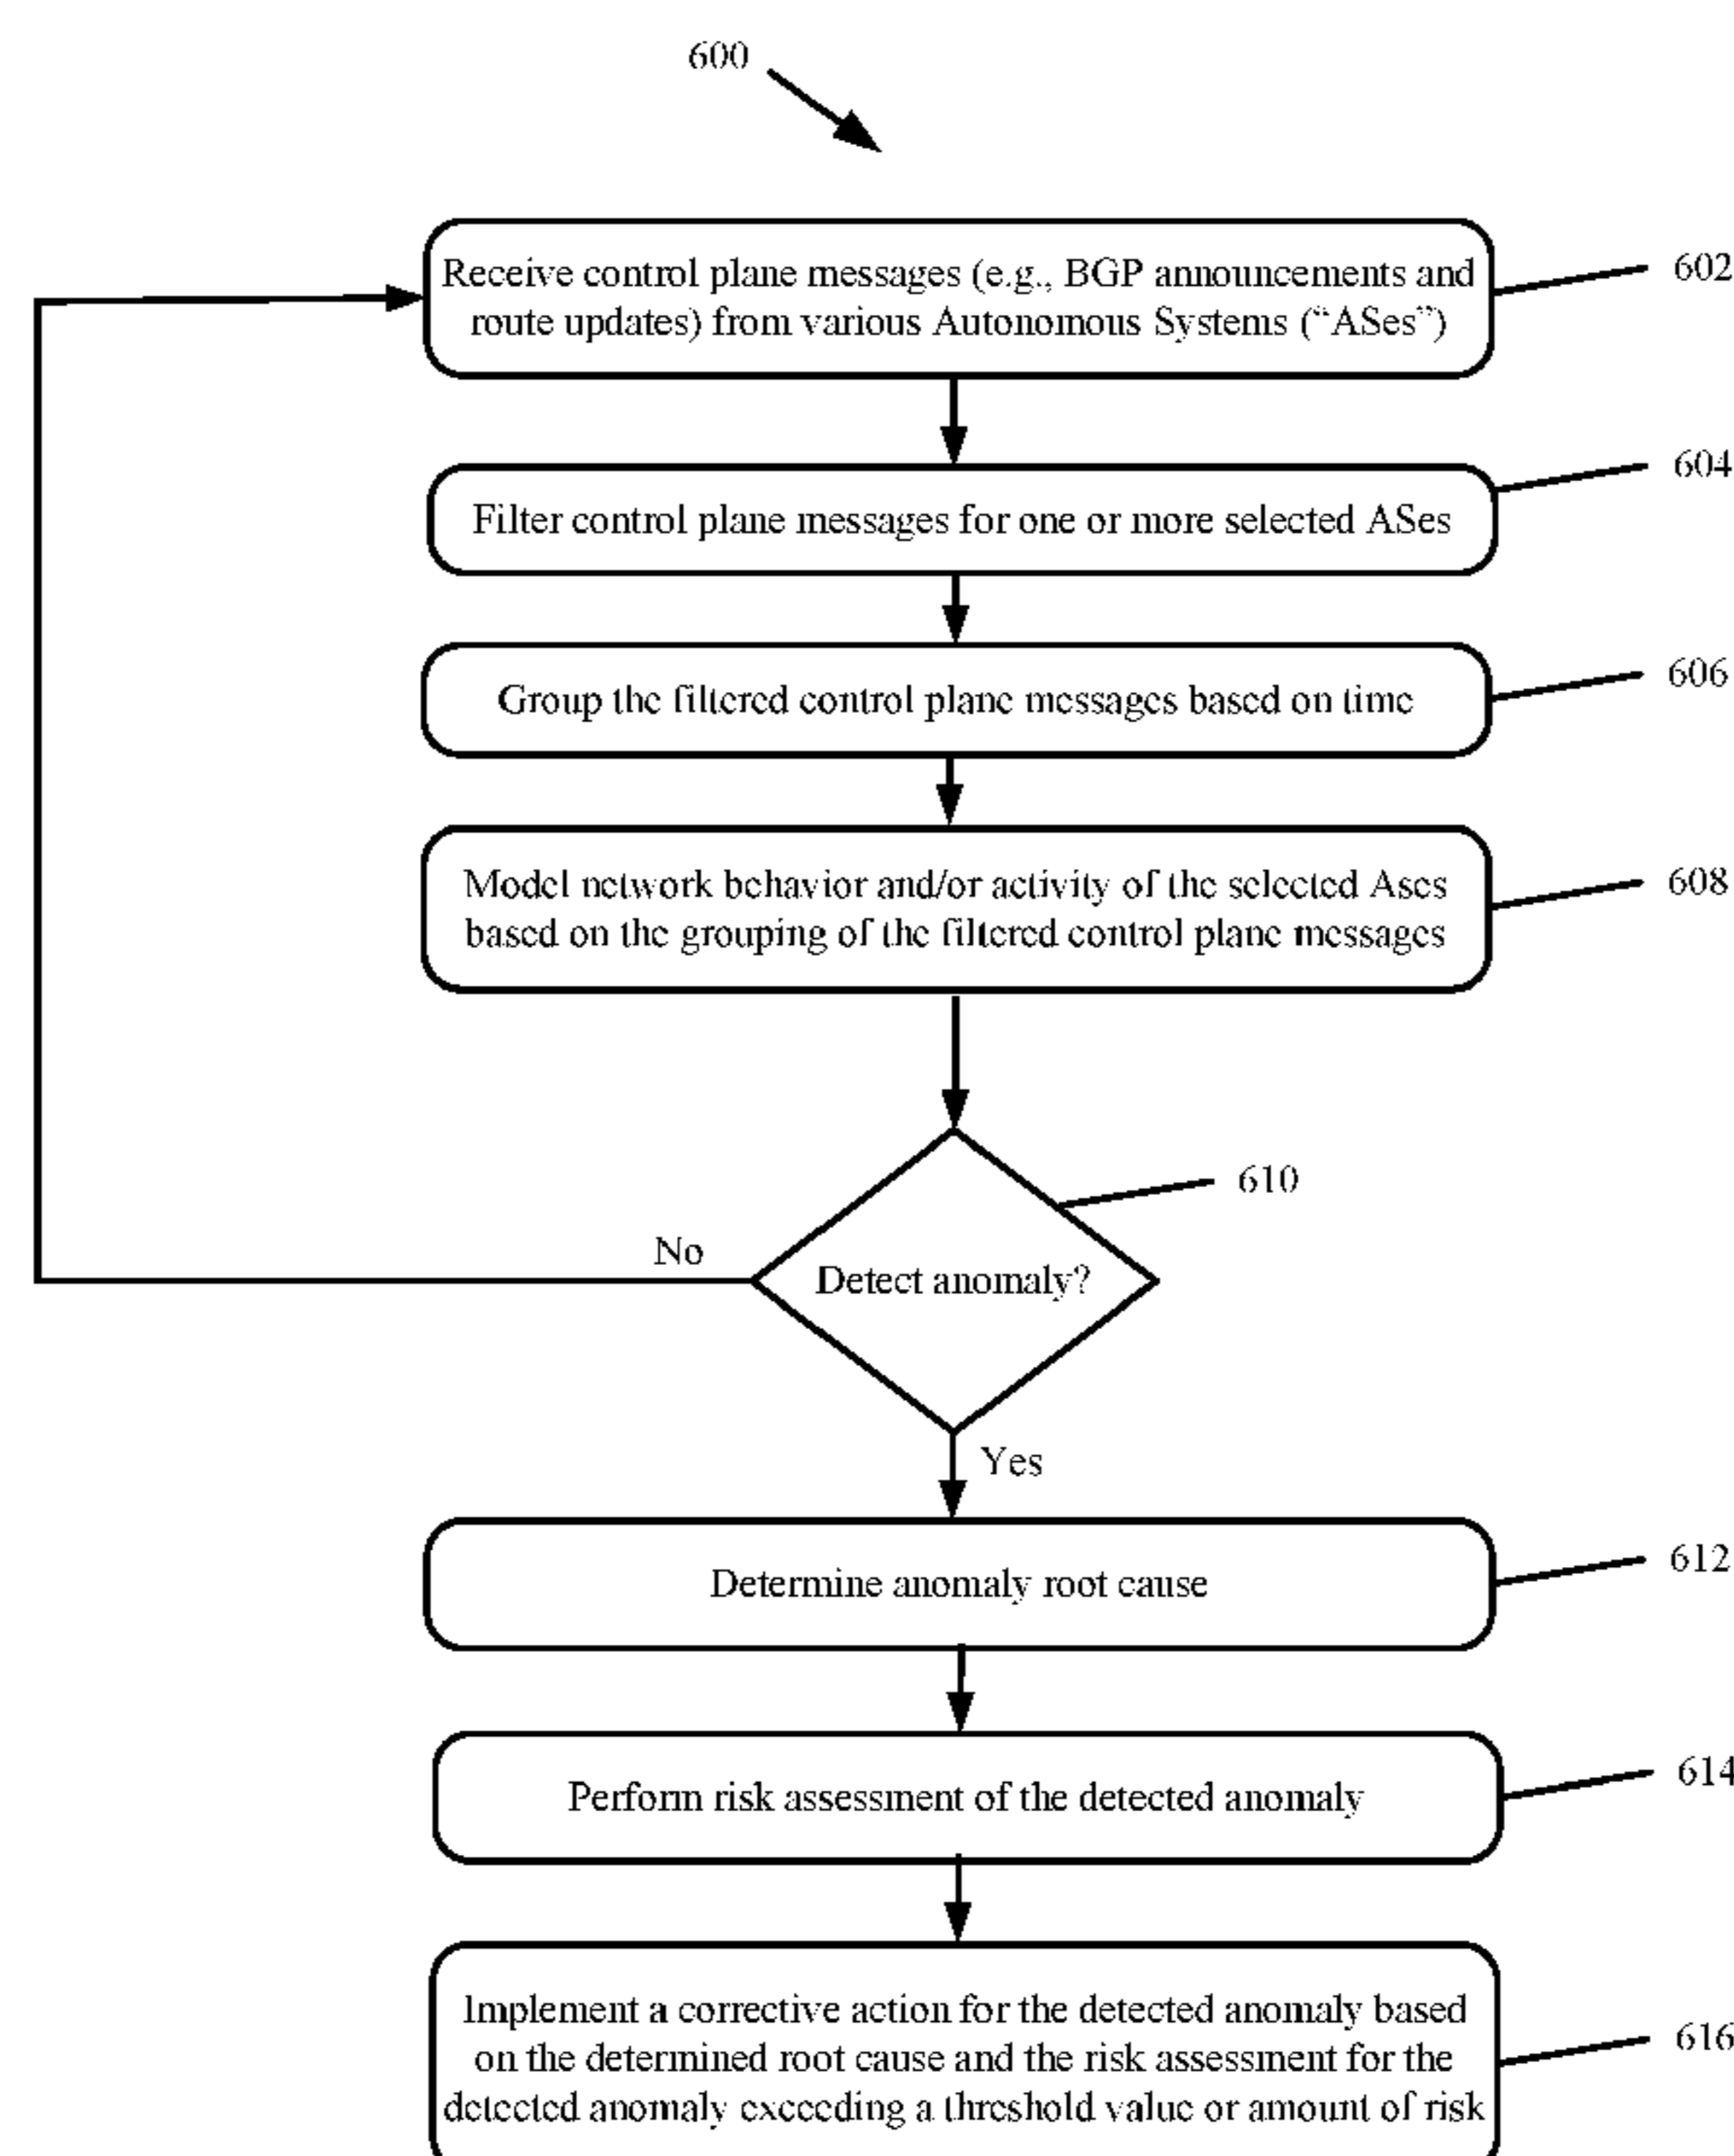 600
Receive control plane messages (e.g., BGP announcements and
route updates) from various Autonomous Systems (“ASes”)
602
Filter control plane messages for one or more selected ASes
604
Group the filtered control plane messages based on time
606
Model network behavior and/or activity of the selected Ases
based on the grouping of the filtered control plane messages
608
610
No
Detect anomaly?
Yes
Determine anomaly root cause
612
Perform risk assessment of the detected anomaly
614
Implement a corrective action for the detected anomaly based
on the determined root cause and the risk assessment for the
detected anomaly exceeding a threshold value or amount of risk
616